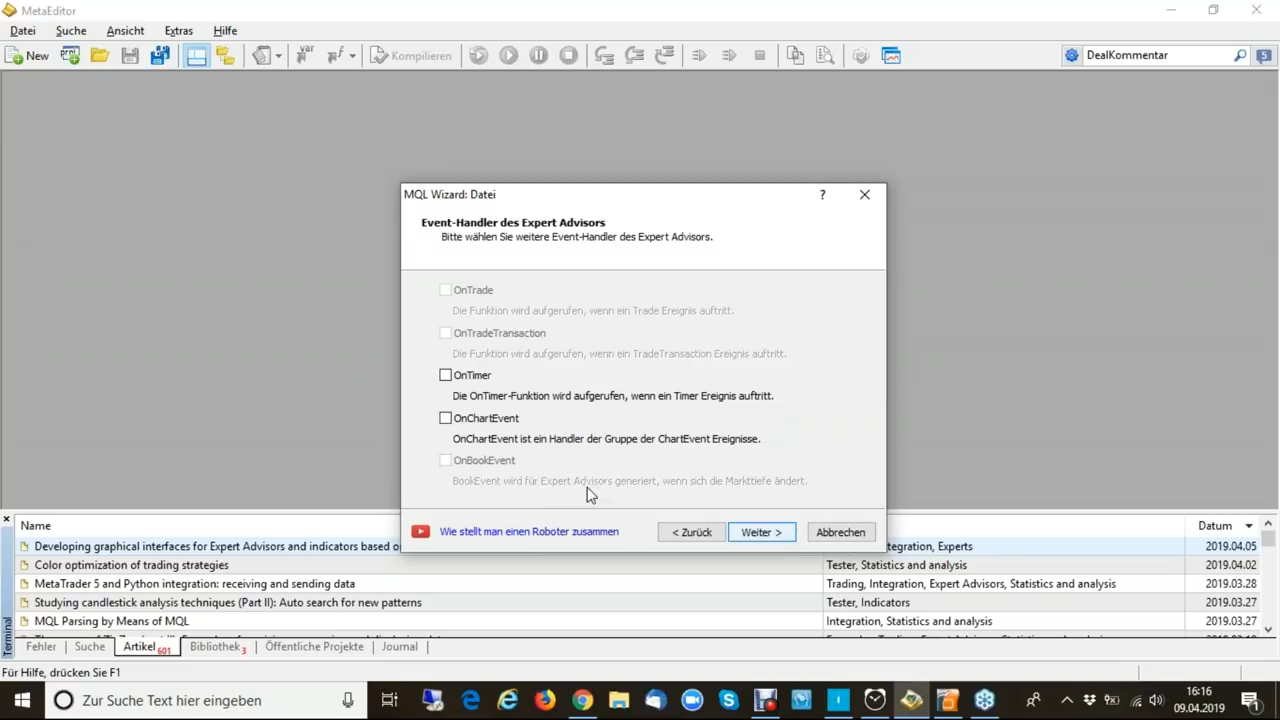 MetaEditor
Datei Suche Ansicht Extras Hilfe
New var f Kompilieren DealKommentar 5
MQL Wizard: Datei ?
Event-Handler des Expert Advisors
Bitte wählen Sie weitere Event-Handler des Expert Advisors.
OnTrade
Die Funktion wird aufgerufen, wenn ein Trade Ereignis auftritt.
OnTradeTransaction
Die Funktion wird aufgerufen, wenn ein TradeTransaction Ereignis auftritt.
OnTimer
Die OnTimer-Funktion wird aufgerufen, wenn ein Timer Ereignis auftritt.
OnChartEvent
OnChartEvent ist ein Handler der Gruppe der ChartEvent Ereignisse.
OnBookEvent
BookEvent wird für Expert Advisors generiert, wenn sich die Markttiefe ändert.
Wie stellt man einen Roboter zusammen < Zurück Weiter > Abbrechen
Name Datum
Developing graphical interfaces for Expert Advisors and indicators based o egration, Experts 2019.04.05
Color optimization of trading strategies Tester, Statistics and analysis 2019.04.02
MetaTrader 5 and Python integration: receiving and sending data Trading, Integration, Expert Advisors, Statistics and analysis 2019.03.28
Studying candlestick analysis techniques (Part II): Auto search for new patterns Tester, Indicators 2019.03.27
MQL Parsing by Means of MQL Integration, Statistics and analysis 2019.03.27
Terminal
Fehler Suche Artikel 601 Bibliothek 3 Öffentliche Projekte Journal
Für Hilfe, drücken Sie F1
Zur Suche Text hier eingeben
16:16
09.04.2019
1